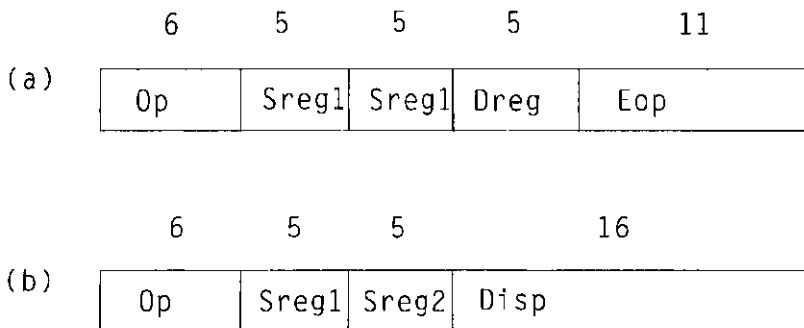 6 5 5 5 11
(a) Op Sreg1 Sreg1 Dreg Eop
6 5 5 16
(b) Op Sreg1 Sreg2 Disp